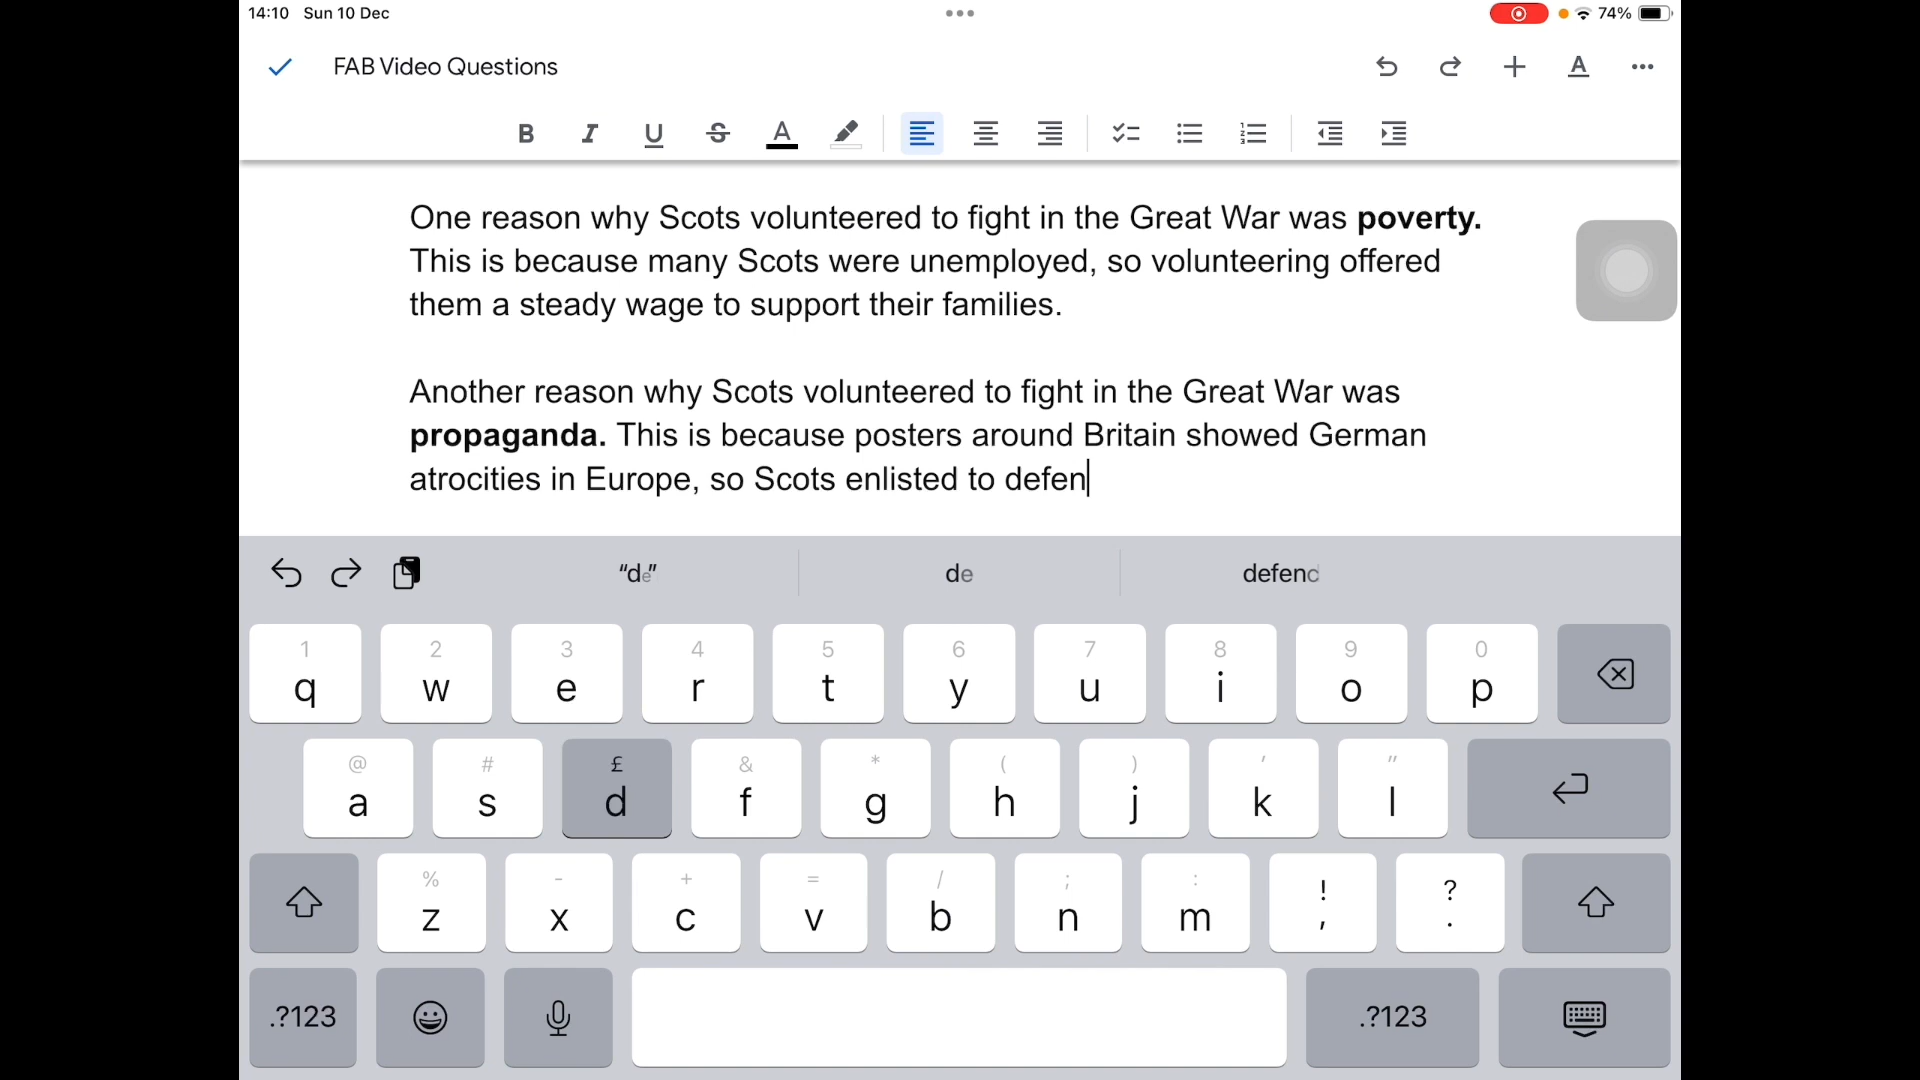 14:10 Sun 10 Dec
74%
FAB Video Questions
One reason why Scots volunteered to fight in the Great War was poverty.
This is because many Scots were unemployed, so volunteering offered
them a steady wage to support their families.
Another reason why Scots volunteered to fight in the Great War was
propaganda. This is because posters around Britain showed German
atrocities in Europe, so Scots enlisted to defen
“de” de defend
1 2 3 4 5 6 7 8 9 0
q w e r t y u i o p
@ # £ & * ( ) ' "
a s d f g h j k l
% - + = / ; : ! ?
z x c v b n m , .
.?123 .?123